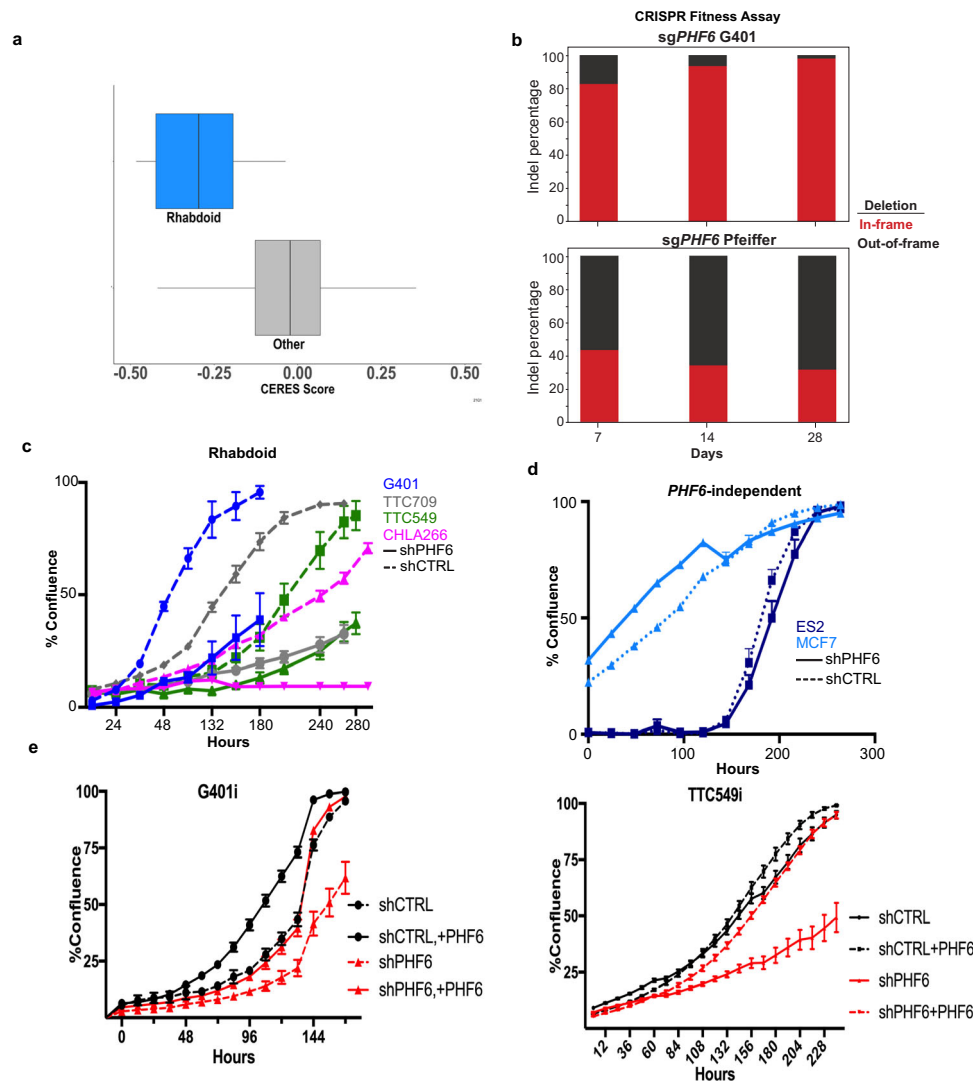 a
Rhabdoid
Other
-0.50
-0.25
0.00
0.25
0.50
CERES Score
b
CRISPR Fitness Assay
sgPHF6 G401
100
80
60
40
20
0
Indel percentage
sgPHF6 Pfeiffer
100
80
60
40
20
0
Indel percentage
7
14
28
Days
Deletion
In-frame
Out-of-frame
c
Rhabdoid
100
50
0
% Confluence
24
48
132
180
240
280
Hours
G401
TTC709
TTC549
CHLA266
shPHF6
shCTRL
d
PHF6-independent
100
50
0
% Confluence
0
100
200
300
Hours
ES2
MCF7
shPHF6
shCTRL
e
G401i
100
75
50
25
%Confluence
0
48
96
144
Hours
shCTRL
shCTRL,+PHF6
shPHF6
shPHF6,+PHF6
TTC549i
100
75
50
25
%Confluence
12
36
60
84
108
132
156
180
204
228
Hours
shCTRL
shCTRL+PHF6
shPHF6
shPHF6+PHF6